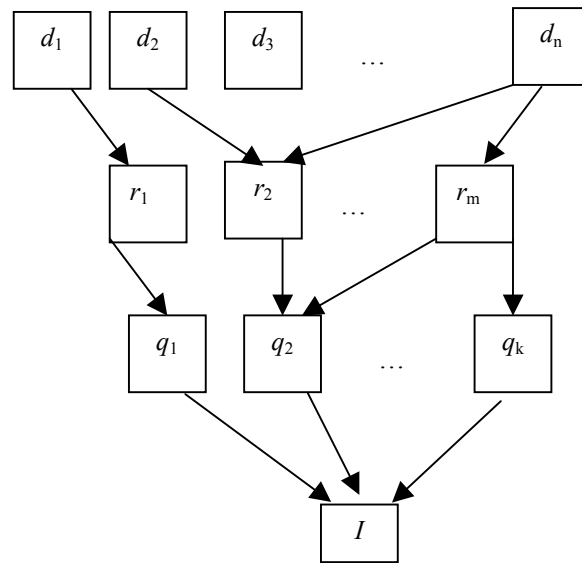 d₁ d₂ d₃ … dₙ
r₁ r₂ … rₘ
q₁ q₂ … qₖ
I